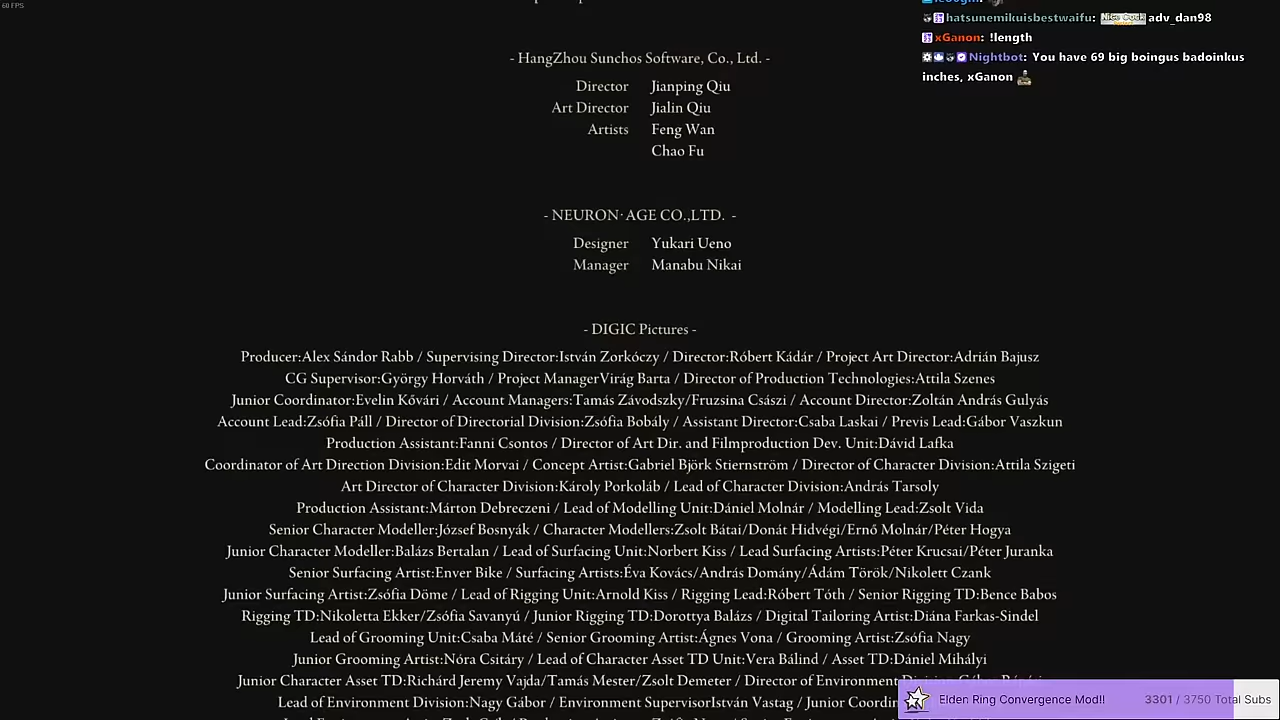 60 FPS
hatsunemikuisbestwaifu: adv_dan98
xGanon: !length
Nightbot: You have 69 big boingus badoinkus
inches, xGanon
- HangZhou Sunchos Software, Co., Ltd. -
Director Jianping Qiu
Art Director Jialin Qiu
Artists Feng Wan
Chao Fu
- NEURON·AGE CO.,LTD. -
Designer Yukari Ueno
Manager Manabu Nikai
- DIGIC Pictures -
Producer:Alex Sándor Rabb / Supervising Director:István Zorkóczy / Director:Róbert Kádár / Project Art Director:Adrián Bajusz
CG Supervisor:György Horváth / Project ManagerVirág Barta / Director of Production Technologies:Attila Szenes
Junior Coordinator:Evelin Kővári / Account Managers:Tamás Závodszky/Fruzsina Császi / Account Director:Zoltán András Gulyás
Account Lead:Zsófia Páll / Director of Directorial Division:Zsófia Bobály / Assistant Director:Csaba Laskai / Previs Lead:Gábor Vaszkun
Production Assistant:Fanni Csontos / Director of Art Dir. and Filmproduction Dev. Unit:Dávid Lafka
Coordinator of Art Direction Division:Edit Morvai / Concept Artist:Gabriel Björk Stiernström / Director of Character Division:Attila Szigeti
Art Director of Character Division:Károly Porkoláb / Lead of Character Division:András Tarsoly
Production Assistant:Márton Debreczeni / Lead of Modelling Unit:Dániel Molnár / Modelling Lead:Zsolt Vida
Senior Character Modeller:József Bosnyák / Character Modellers:Zsolt Bátai/Donát Hidvégi/Ernő Molnár/Péter Hogya
Junior Character Modeller:Balázs Bertalan / Lead of Surfacing Unit:Norbert Kiss / Lead Surfacing Artists:Péter Krucsai/Péter Juranka
Senior Surfacing Artist:Enver Bike / Surfacing Artists:Éva Kovács/András Domány/Ádám Török/Nikolett Czank
Junior Surfacing Artist:Zsófia Döme / Lead of Rigging Unit:Arnold Kiss / Rigging Lead:Róbert Tóth / Senior Rigging TD:Bence Babos
Rigging TD:Nikoletta Ekker/Zsófia Savanyú / Junior Rigging TD:Dorottya Balázs / Digital Tailoring Artist:Diána Farkas-Sindel
Lead of Grooming Unit:Csaba Máté / Senior Grooming Artist:Ágnes Vona / Grooming Artist:Zsófia Nagy
Junior Grooming Artist:Nóra Csitáry / Lead of Character Asset TD Unit:Vera Bálind / Asset TD:Dániel Mihályi
Junior Character Asset TD:Richárd Jeremy Vajda/Tamás Mester/Zsolt Demeter / Director of Environment
Lead of Environment Division:Nagy Gábor / Environment SupervisorIstván Vastag / Junior
Elden Ring Convergence Mod!! 3301 / 3750 Total Subs